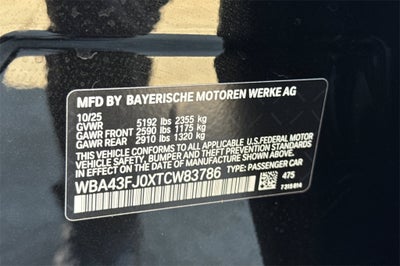 MFD BY BAYERISCHE MOTOREN WERKE AG
10/25
GVWR 5192 lbs 2355 kg
GAWR FRONT 2590 lbs 1175 kg
GAWR REAR 2910 lbs 1320 kg
THIS VEHICLE CONFORMS TO ALL APPLICABLE U.S.FEDERAL MOTOR
VEHICLE SAFETY, BUMPER, AND THEFT PREVENTION STANDARDS
IN EFFECT ON THE DATE OF MANUFACTURE SHOWN ABOVE.
WBA43FJ0XTCW83786 TYPE: PASSENGER CAR
475